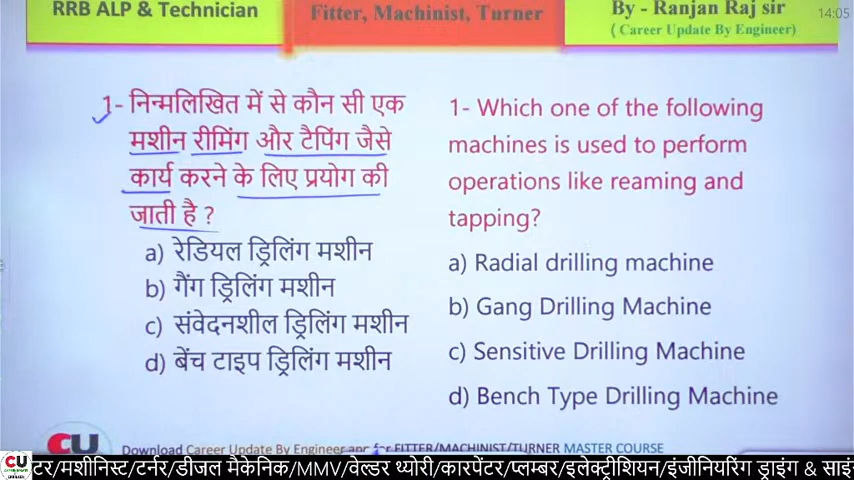 RRB ALP & Technician
Fitter, Machinist, Turner
By - Ranjan Raj sir
( Career Update By Engineer)
14:05
1- निन्मलिखित में से कौन सी एक
मशीन रीमिंग और टैपिंग जैसे
कार्य करने के लिए प्रयोग की
जाती है ?
a) रेडियल ड्रिलिंग मशीन
b) गैंग ड्रिलिंग मशीन
c) संवेदनशील ड्रिलिंग मशीन
d) बेंच टाइप ड्रिलिंग मशीन
1- Which one of the following
machines is used to perform
operations like reaming and
tapping?
a) Radial drilling machine
b) Gang Drilling Machine
c) Sensitive Drilling Machine
d) Bench Type Drilling Machine
CU
Download Career Update By Engineer app for FITTER/MACHINIST/TURNER MASTER COURSE
CU
टर/मशीनिस्ट/टर्नर/डीजल मैकेनिक/MMV/वेल्डर थ्योरी/कारपेंटर/प्लम्बर/इलेक्ट्रीशियन/इंजीनियरिंग ड्राइंग & साइं